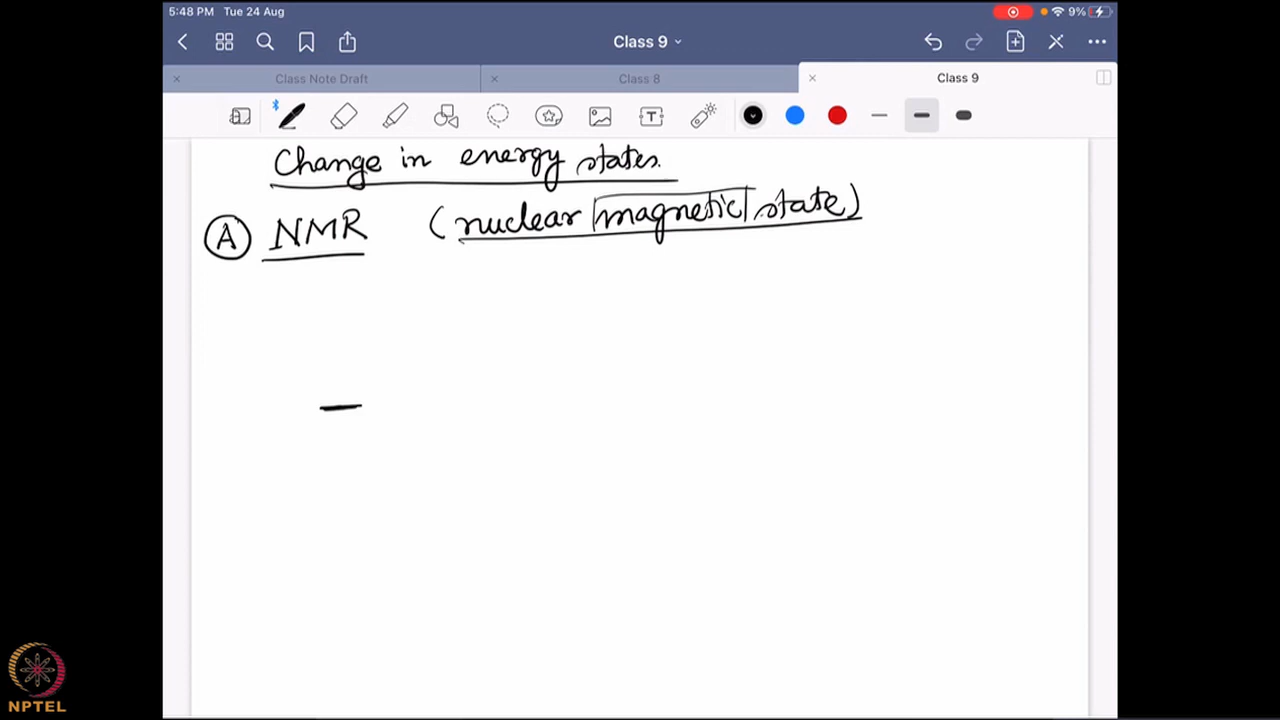 5:48 PM Tue 24 Aug
9%
Class 9
Class Note Draft
Class 8
Class 9
T
Change in energy states.
A NMR (nuclear magnetic state)
NPTEL